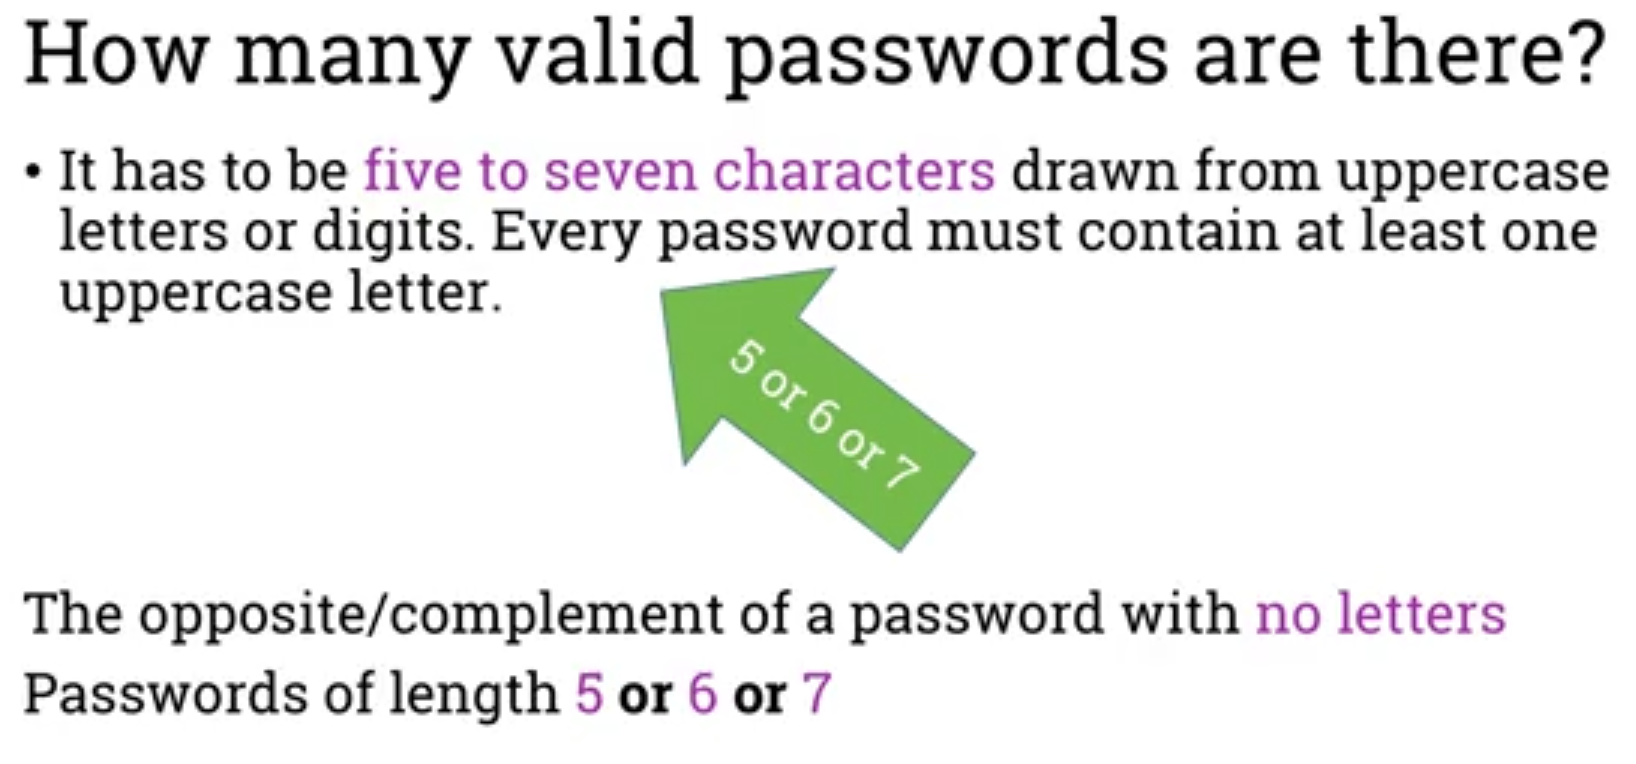 How many valid passwords are there?
• It has to be five to seven characters drawn from uppercase
letters or digits. Every password must contain at least one
uppercase letter.
5 or 6 or 7
The opposite/complement of a password with no letters
Passwords of length 5 or 6 or 7